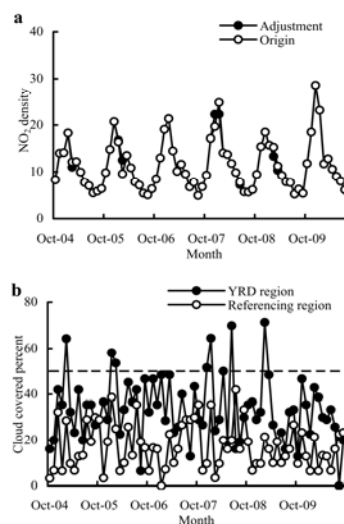 a
Adjustment
Origin
40
30
20
10
0
NO₂ density
Oct-04 Oct-05 Oct-06 Oct-07 Oct-08 Oct-09
Month
b
YRD region
Referencing region
80
60
40
20
0
Cloud covered percent
Oct-04 Oct-05 Oct-06 Oct-07 Oct-08 Oct-09
Month